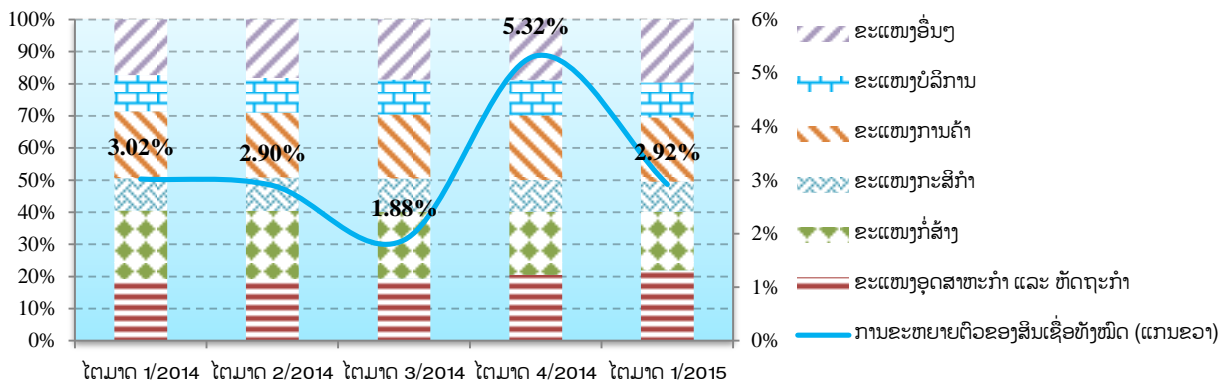 100%
90%
80%
70%
60%
50%
40%
30%
20%
10%
0%
3.02%
2.90%
1.88%
5.32%
2.92%
6%
5%
4%
3%
2%
1%
0%
ໄຕມາດ 1/2014 ໄຕມາດ 2/2014 ໄຕມາດ 3/2014 ໄຕມາດ 4/2014 ໄຕມາດ 1/2015
ຂະແໜງອື່ນໆ
ຂະແໜງບໍລິການ
ຂະແໜງການຄ້າ
ຂະແໜງກະສິກຳ
ຂະແໜງກໍ່ສ້າງ
ຂະແໜງອຸດສາຫະກຳ ແລະ ຫັດຖະກຳ
ການຂະຫຍາຍຕົວຂອງສິນເຊື່ອທັງໝົດ (ແກນຂວາ)